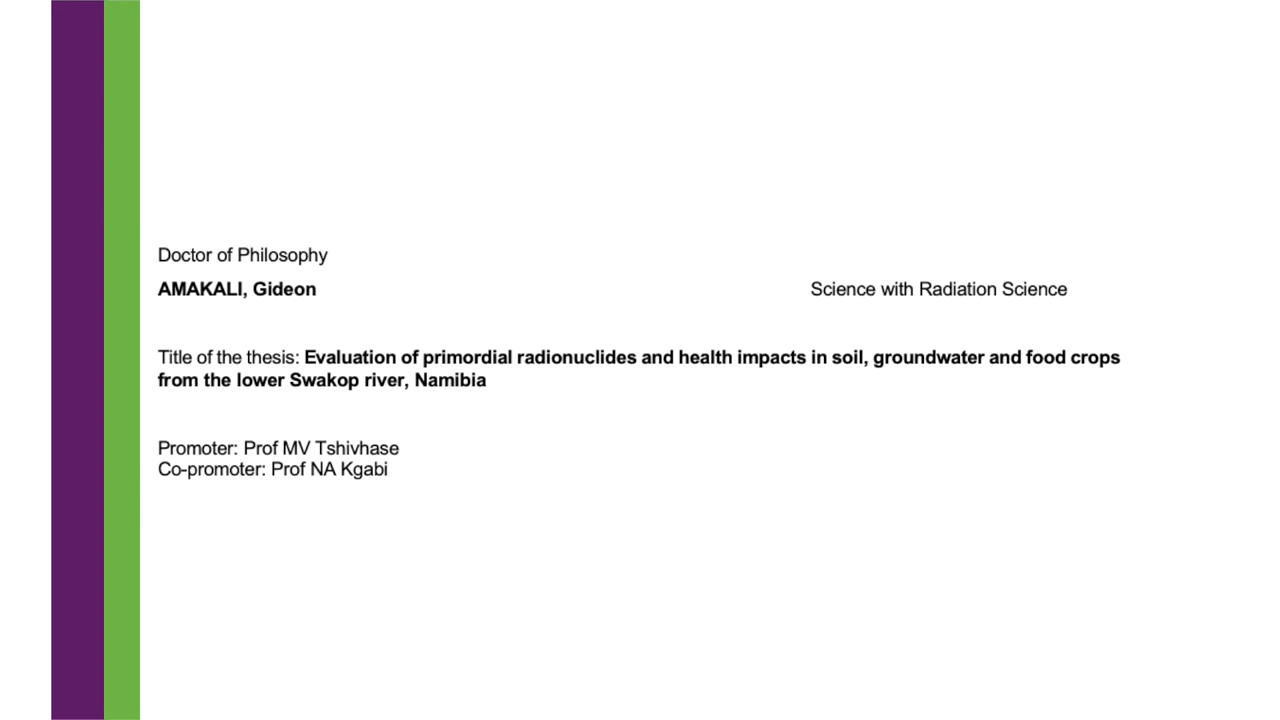 Doctor of Philosophy
AMAKALI, Gideon Science with Radiation Science
Title of the thesis: Evaluation of primordial radionuclides and health impacts in soil, groundwater and food crops
from the lower Swakop river, Namibia
Promoter: Prof MV Tshivhase
Co-promoter: Prof NA Kgabi